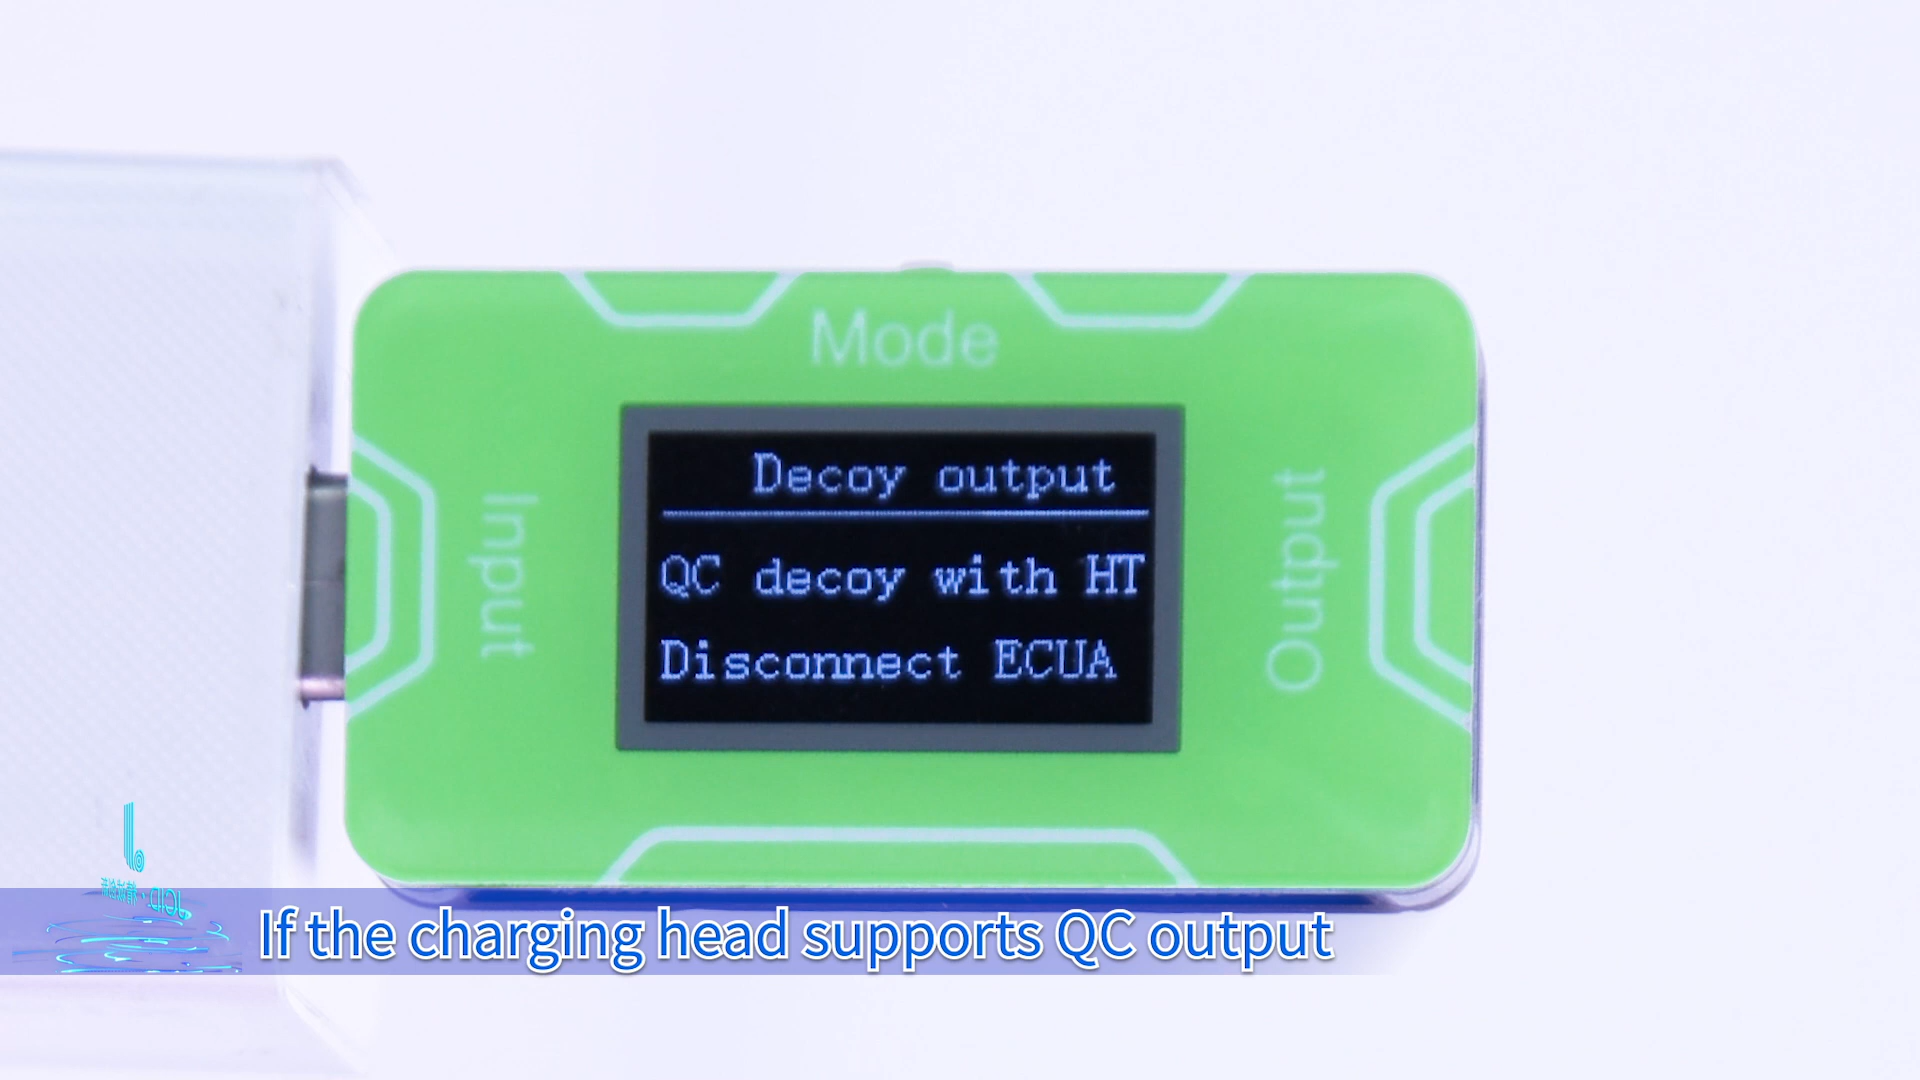 Mode
Input
Decoy output
QC decoy with HT
Disconnect ECUA
Output
If the charging head supports QC output